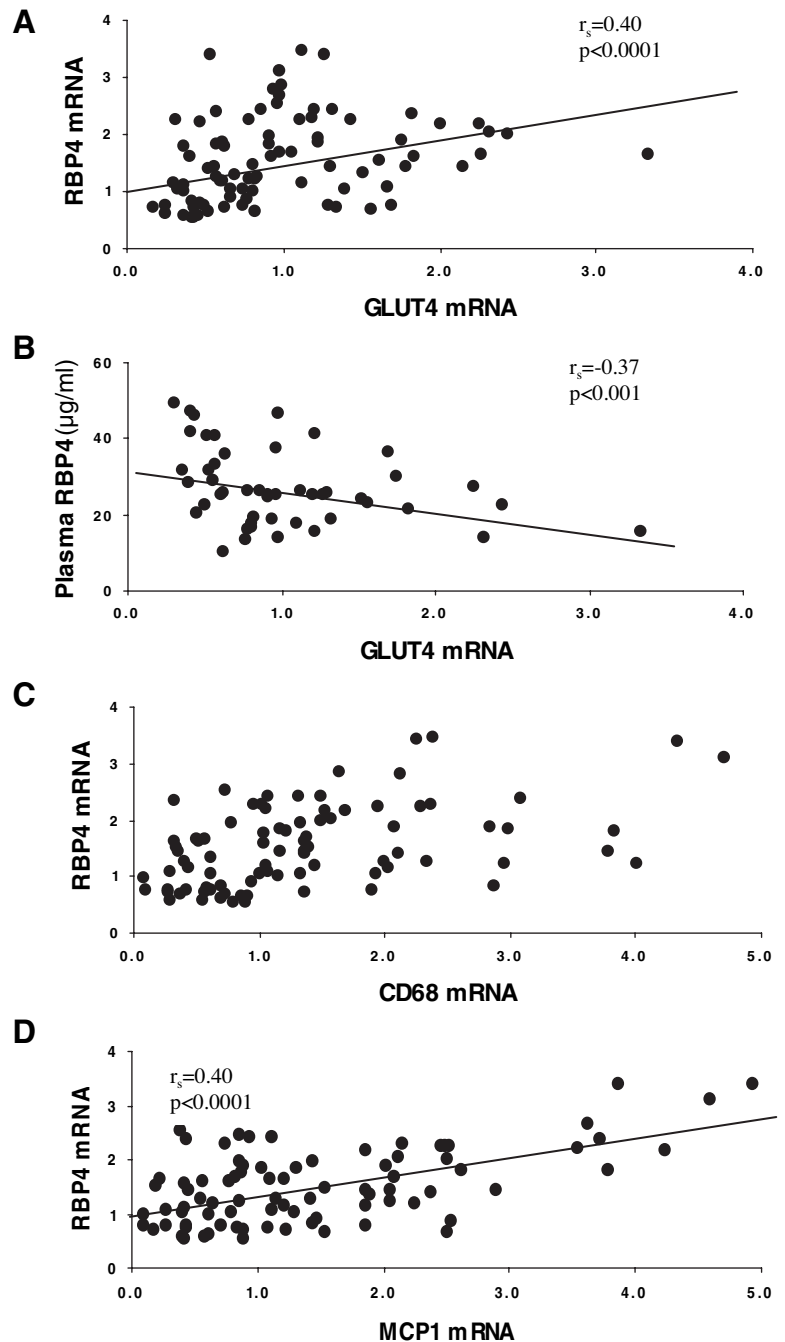 A
4
3
2
1
0
RBP4 mRNA
r_s=0.40
p<0.0001
0.0 1.0 2.0 3.0 4.0
GLUT4 mRNA
B
60
40
20
0
Plasma RBP4 (µg/ml)
r_s=-0.37
p<0.001
0.0 1.0 2.0 3.0 4.0
GLUT4 mRNA
C
4
3
2
1
0
RBP4 mRNA
0.0 1.0 2.0 3.0 4.0 5.0
CD68 mRNA
D
4
3
2
1
0
RBP4 mRNA
r_s=0.40
p<0.0001
0.0 1.0 2.0 3.0 4.0 5.0
MCP1 mRNA